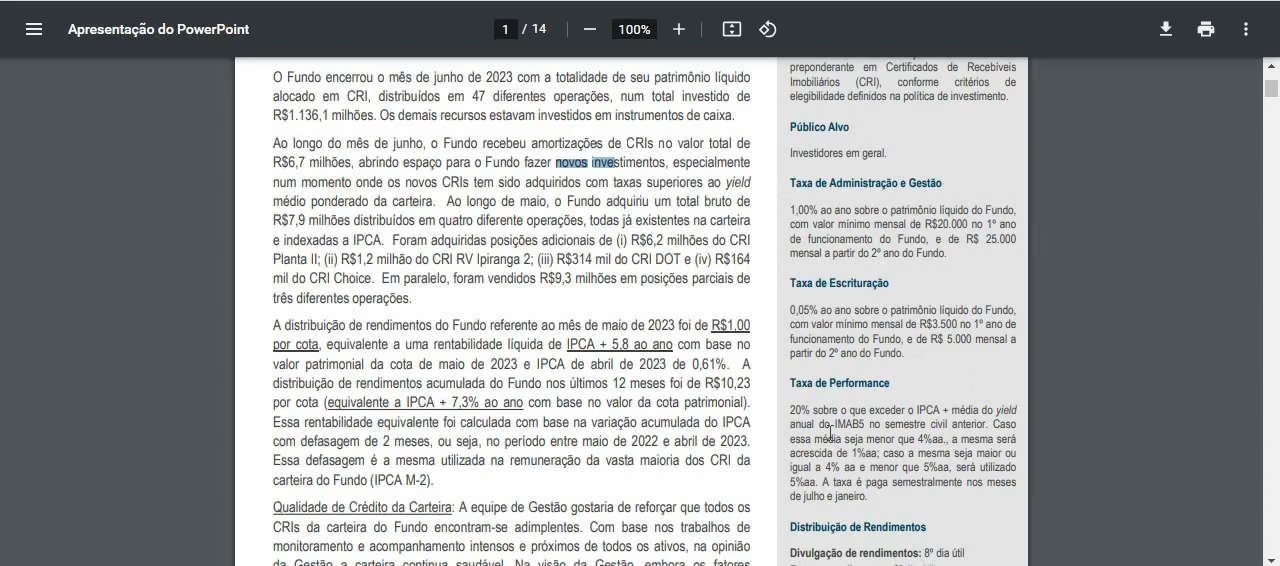 Apresentação do PowerPoint
1 / 14
100%
O Fundo encerrou o mês de junho de 2023 com a totalidade de seu patrimônio líquido
alocado em CRI, distribuídos em 47 diferentes operações, num total investido de
R$1.136,1 milhões. Os demais recursos estavam investidos em instrumentos de caixa.
Ao longo do mês de junho, o Fundo recebeu amortizações de CRIs no valor total de
R$6,7 milhões, abrindo espaço para o Fundo fazer novos investimentos, especialmente
num momento onde os novos CRIs tem sido adquiridos com taxas superiores ao yield
médio ponderado da carteira. Ao longo de maio, o Fundo adquiriu um total bruto de
R$7,9 milhões distribuídos em quatro diferente operações, todas já existentes na carteira
e indexadas a IPCA. Foram adquiridas posições adicionais de (i) R$6,2 milhões do CRI
Planta II; (ii) R$1,2 milhão do CRI RV Ipiranga 2; (iii) R$314 mil do CRI DOT e (iv) R$164
mil do CRI Choice. Em paralelo, foram vendidos R$9,3 milhões em posições parciais de
três diferentes operações.
A distribuição de rendimentos do Fundo referente ao mês de maio de 2023 foi de R$1,00
por cota, equivalente a uma rentabilidade líquida de IPCA + 5,8 ao ano com base no
valor patrimonial da cota de maio de 2023 e IPCA de abril de 2023 de 0,61%. A
distribuição de rendimentos acumulada do Fundo nos últimos 12 meses foi de R$10,23
por cota (equivalente a IPCA + 7,3% ao ano com base no valor da cota patrimonial).
Essa rentabilidade equivalente foi calculada com base na variação acumulada do IPCA
com defasagem de 2 meses, ou seja, no período entre maio de 2022 e abril de 2023.
Essa defasagem é a mesma utilizada na remuneração da vasta maioria dos CRI da
carteira do Fundo (IPCA M-2).
Qualidade de Crédito da Carteira: A equipe de Gestão gostaria de reforçar que todos os
CRIs da carteira do Fundo encontram-se adimplentes. Com base nos trabalhos de
monitoramento e acompanhamento intensos e próximos de todos os ativos, na opinião
da Gestão a carteira continua saudável. Na visão da Gestão, embora os fatores
preponderante em Certificados de Recebíveis
Imobiliários (CRI), conforme critérios de
elegibilidade definidos na política de investimento.
Público Alvo
Investidores em geral.
Taxa de Administração e Gestão
1,00% ao ano sobre o patrimônio líquido do Fundo,
com valor mínimo mensal de R$20.000 no 1º ano
de funcionamento do Fundo, e de R$ 25.000
mensal a partir do 2º ano do Fundo.
Taxa de Escrituração
0,05% ao ano sobre o patrimônio líquido do Fundo,
com valor mínimo mensal de R$3.500 no 1º ano de
funcionamento do Fundo, e de R$ 5.000 mensal a
partir do 2º ano do Fundo.
Taxa de Performance
20% sobre o que exceder o IPCA + média do yield
anual do IMAB5 no semestre civil anterior. Caso
essa média seja menor que 4%aa., a mesma será
acrescida de 1%aa; caso a mesma seja maior ou
igual a 4% aa e menor que 5%aa, será utilizado
5%aa. A taxa é paga semestralmente nos meses
de julho e janeiro.
Distribuição de Rendimentos
Divulgação de rendimentos: 8º dia útil